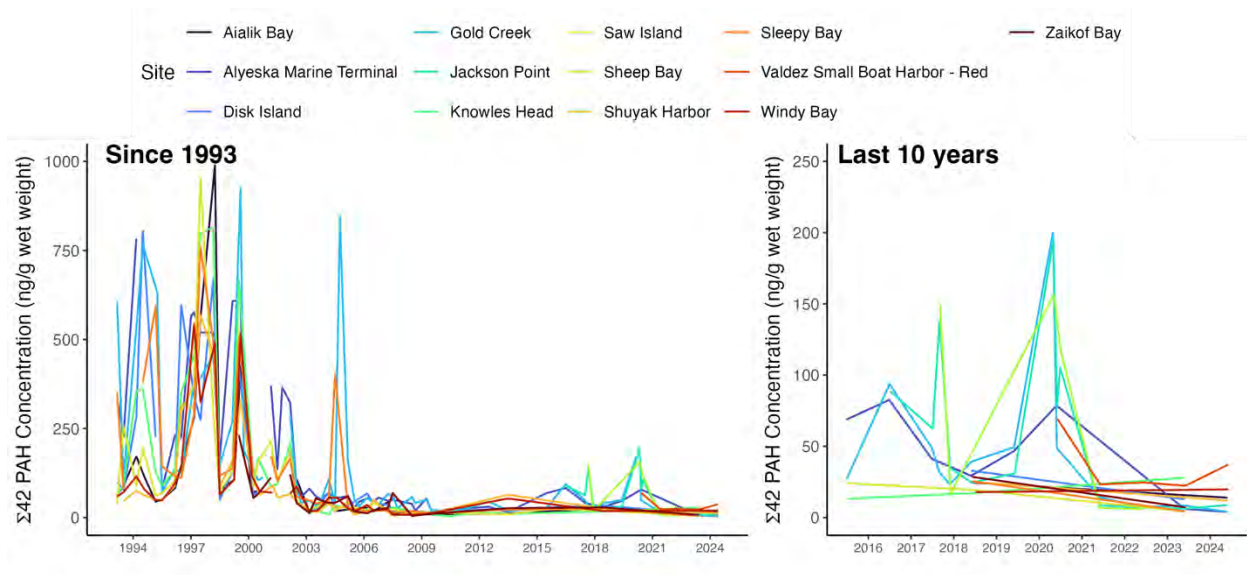 Aialik Bay Gold Creek Saw Island Sleepy Bay Zaikof Bay
Site Alyeska Marine Terminal Jackson Point Sheep Bay Valdez Small Boat Harbor - Red
Disk Island Knowles Head Shuyak Harbor Windy Bay
Since 1993
Σ42 PAH Concentration (ng/g wet weight)
1000
750
500
250
0
1994 1997 2000 2003 2006 2009 2012 2015 2018 2021 2024
Last 10 years
Σ42 PAH Concentration (ng/g wet weight)
250
200
150
100
50
0
2016 2017 2018 2019 2020 2021 2022 2023 2024